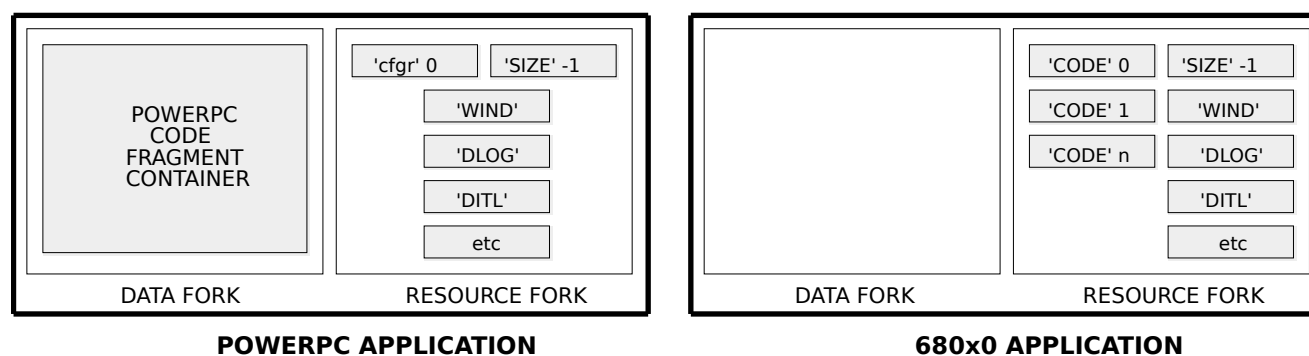 POWERPC
CODE
FRAGMENT
CONTAINER
'cfgr' 0
'SIZE' -1
'WIND'
'DLOG'
'DITL'
etc
DATA FORK
RESOURCE FORK
POWERPC APPLICATION
'CODE' 0
'SIZE' -1
'CODE' 1
'WIND'
'CODE' n
'DLOG'
'DITL'
etc
DATA FORK
RESOURCE FORK
680x0 APPLICATION